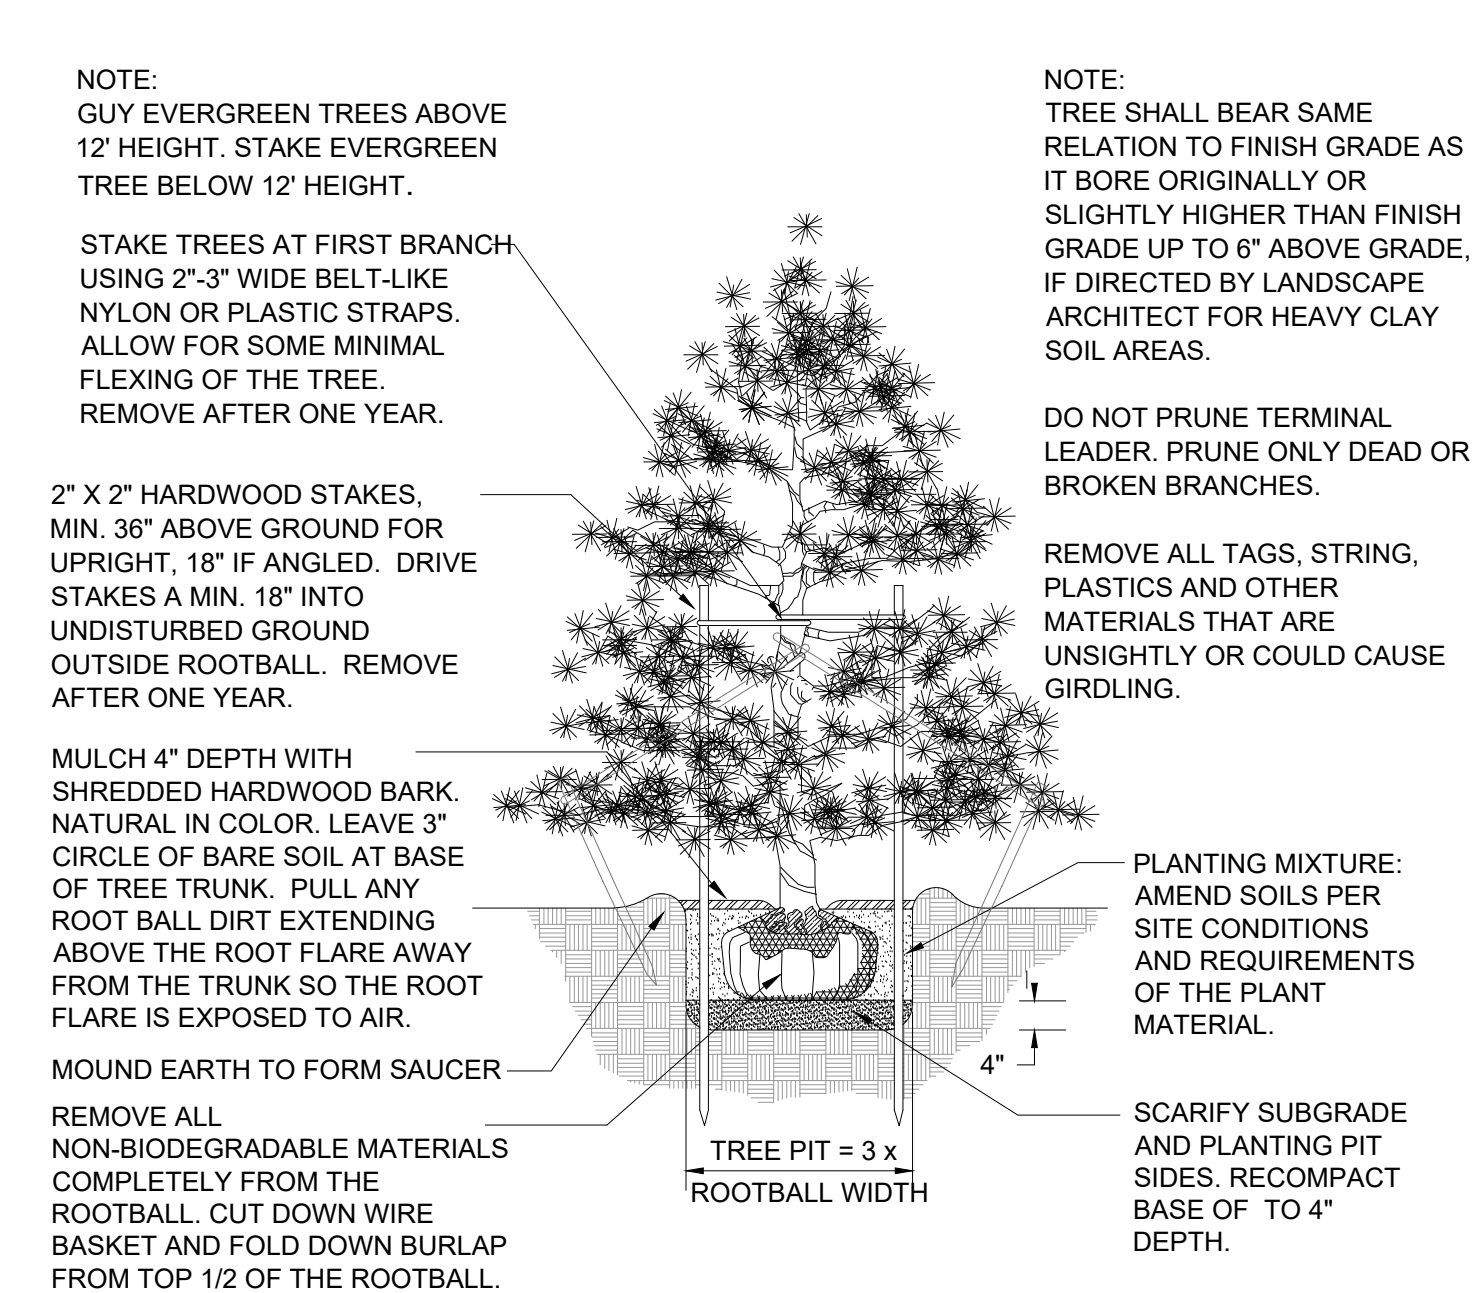 NOTE:
GUY EVERGREEN TREES ABOVE
12' HEIGHT. STAKE EVERGREEN
TREE BELOW 12' HEIGHT.
STAKE TREES AT FIRST BRANCH
USING 2"-3" WIDE BELT-LIKE
NYLON OR PLASTIC STRAPS.
ALLOW FOR SOME MINIMAL
FLEXING OF THE TREE.
REMOVE AFTER ONE YEAR.
2" X 2" HARDWOOD STAKES,
MIN. 36" ABOVE GROUND FOR
UPRIGHT, 18" IF ANGLED. DRIVE
STAKES A MIN. 18" INTO
UNDISTURBED GROUND
OUTSIDE ROOTBALL. REMOVE
AFTER ONE YEAR.
MULCH 4" DEPTH WITH
SHREDDED HARDWOOD BARK.
NATURAL IN COLOR. LEAVE 3"
CIRCLE OF BARE SOIL AT BASE
OF TREE TRUNK. PULL ANY
ROOT BALL DIRT EXTENDING
ABOVE THE ROOT FLARE AWAY
FROM THE TRUNK SO THE ROOT
FLARE IS EXPOSED TO AIR.
MOUND EARTH TO FORM SAUCER
REMOVE ALL
NON-BIODEGRADABLE MATERIALS
COMPLETELY FROM THE
ROOTBALL. CUT DOWN WIRE
BASKET AND FOLD DOWN BURLAP
FROM TOP 1/2 OF THE ROOTBALL.
TREE PIT = 3 x
ROOTBALL WIDTH
4"
NOTE:
TREE SHALL BEAR SAME
RELATION TO FINISH GRADE AS
IT BORE ORIGINALLY OR
SLIGHTLY HIGHER THAN FINISH
GRADE UP TO 6" ABOVE GRADE,
IF DIRECTED BY LANDSCAPE
ARCHITECT FOR HEAVY CLAY
SOIL AREAS.
DO NOT PRUNE TERMINAL
LEADER. PRUNE ONLY DEAD OR
BROKEN BRANCHES.
REMOVE ALL TAGS, STRING,
PLASTICS AND OTHER
MATERIALS THAT ARE
UNSIGHTLY OR COULD CAUSE
GIRDLING.
PLANTING MIXTURE:
AMEND SOILS PER
SITE CONDITIONS
AND REQUIREMENTS
OF THE PLANT
MATERIAL.
SCARIFY SUBGRADE
AND PLANTING PIT
SIDES. RECOMPACT
BASE OF TO 4"
DEPTH.